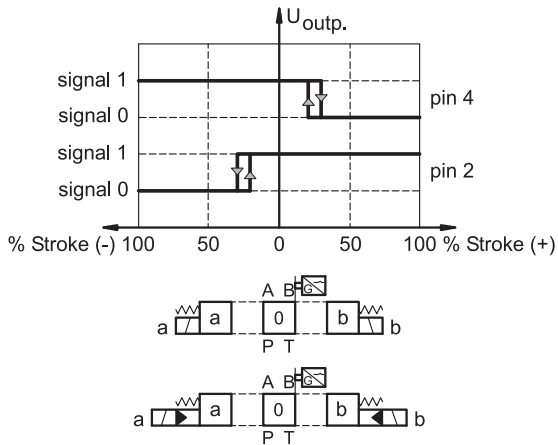 U outp.
signal 1
signal 0
pin 4
signal 1
signal 0
pin 2
% Stroke (-) 100 50 0 50 100 % Stroke (+)
A B G
a a 0 b b
P T
A B G
a a 0 b b
P T